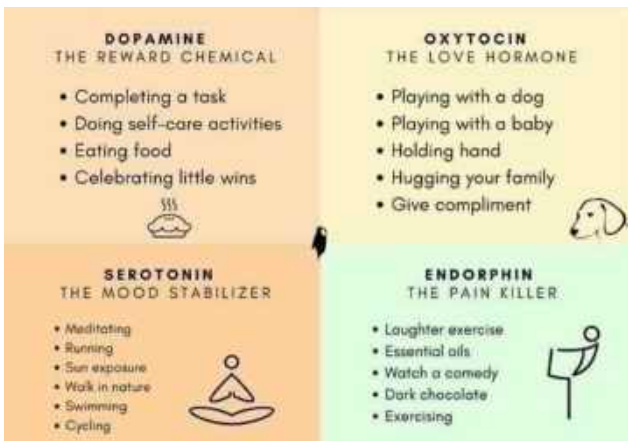 DOPAMINE
THE REWARD CHEMICAL
• Completing a task
• Doing self-care activities
• Eating food
• Celebrating little wins
OXYTOCIN
THE LOVE HORMONE
• Playing with a dog
• Playing with a baby
• Holding hand
• Hugging your family
• Give compliment
SEROTONIN
THE MOOD STABILIZER
• Meditating
• Running
• Sun exposure
• Walk in nature
• Swimming
• Cycling
ENDORPHIN
THE PAIN KILLER
• Laughter exercise
• Essential oils
• Watch a comedy
• Dark chocolate
• Exercising